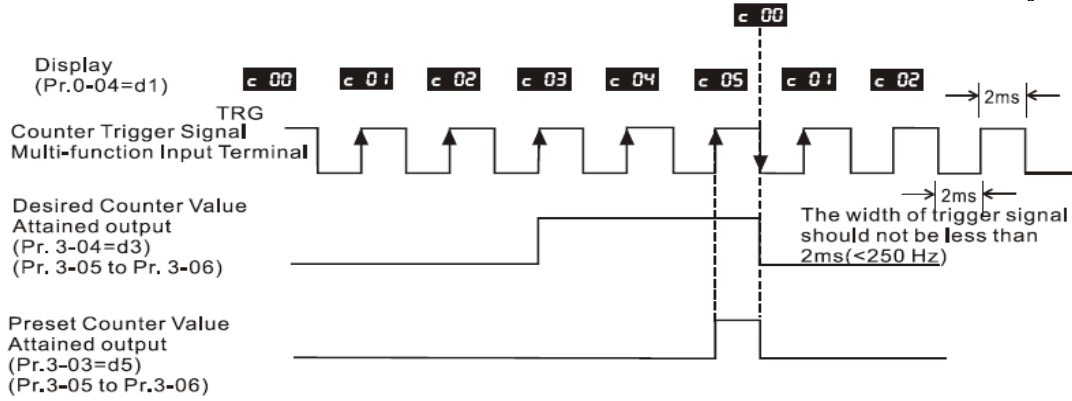 c 00
Display
(Pr.0-04=d1)
c 00 c 01 c 02 c 03 c 04 c 05 c 01 c 02
2ms
TRG
Counter Trigger Signal
Multi-function Input Terminal
2ms
Desired Counter Value
Attained output
(Pr. 3-04=d3)
(Pr. 3-05 to Pr. 3-06)
The width of trigger signal
should not be less than
2ms(<250 Hz)
Preset Counter Value
Attained output
(Pr.3-03=d5)
(Pr.3-05 to Pr.3-06)